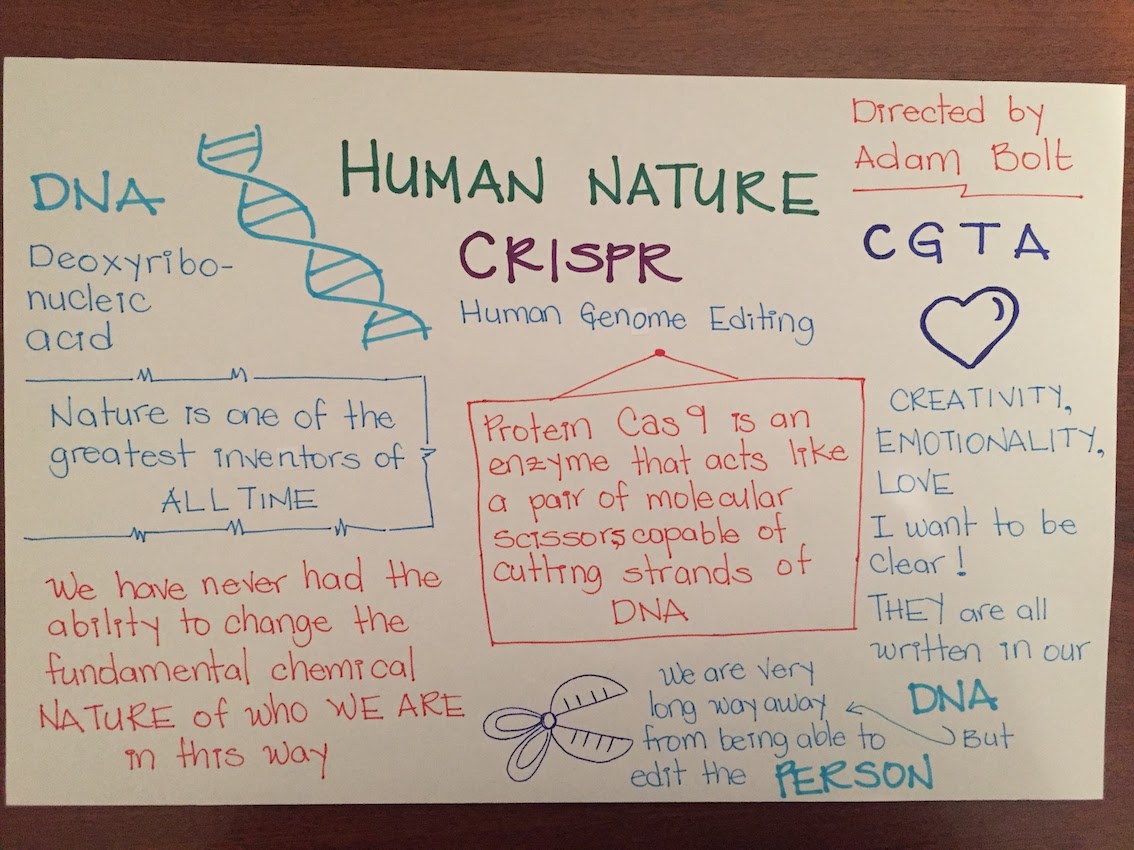 HUMAN NATURE
CRISPR
Human Genome Editing
Directed by
Adam Bolt
DNA
Deoxyribo-
nucleic
acid
Nature is one of the
greatest inventors of
ALL TIME
We have never had the
ability to change the
fundamental chemical
NATURE of who WE ARE
in this way
Protein Cas9 is an
enzyme that acts like
a pair of molecular
scissors capable of
cutting strands of
DNA
C G T A
CREATIVITY,
EMOTIONALITY,
LOVE
I want to be
clear!
THEY are all
written in our
DNA
But
We are very
long way away
from being able to
edit the PERSON